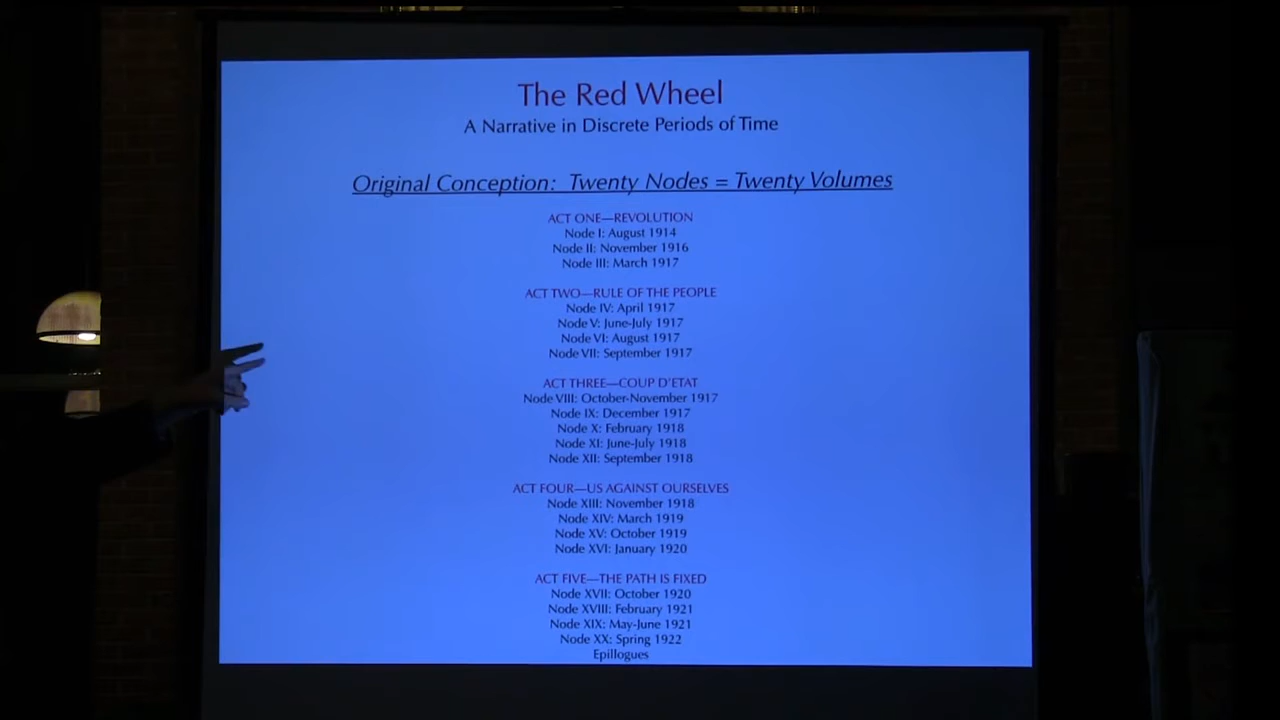 The Red Wheel
A Narrative in Discrete Periods of Time
Original Conception: Twenty Nodes = Twenty Volumes
ACT ONE—REVOLUTION
Node I: August 1914
Node II: November 1916
Node III: March 1917
ACT TWO—RULE OF THE PEOPLE
Node IV: April 1917
Node V: June-July 1917
Node VI: August 1917
Node VII: September 1917
ACT THREE—COUP D'ETAT
Node VIII: October-November 1917
Node IX: December 1917
Node X: February 1918
Node XI: June-July 1918
Node XII: September 1918
ACT FOUR—US AGAINST OURSELVES
Node XIII: November 1918
Node XIV: March 1919
Node XV: October 1919
Node XVI: January 1920
ACT FIVE—THE PATH IS FIXED
Node XVII: October 1920
Node XVIII: February 1921
Node XIX: May-June 1921
Node XX: Spring 1922
Epillogues